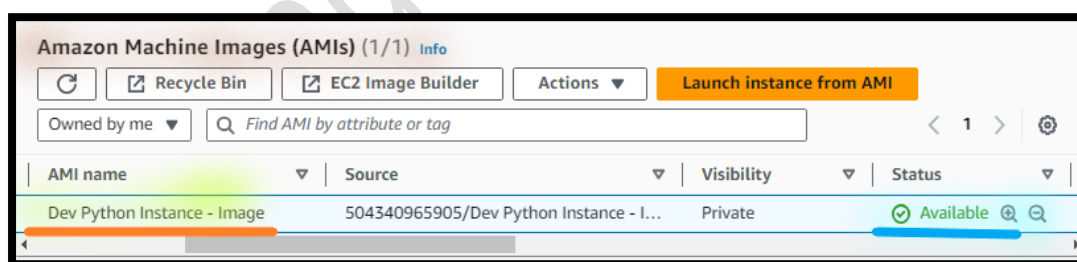 Amazon Machine Images (AMIs) (1/1) Info
Recycle Bin EC2 Image Builder Actions Launch instance from AMI
Owned by me Find AMI by attribute or tag 1
AMI name Source Visibility Status
Dev Python Instance - Image 504340965905/Dev Python Instance - I... Private Available